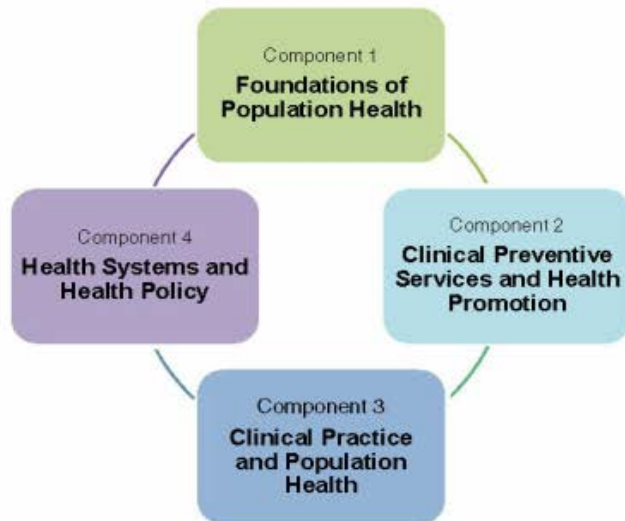 Component 1
Foundations of
Population Health
Component 2
Clinical Preventive
Services and Health
Promotion
Component 3
Clinical Practice
and Population
Health
Component 4
Health Systems and
Health Policy